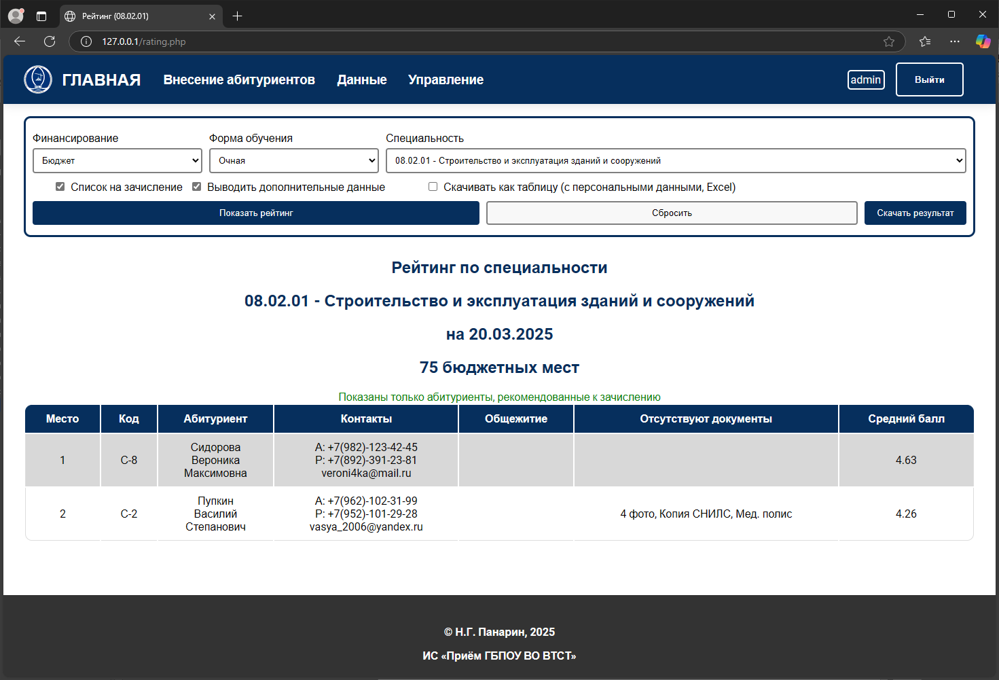 Рейтинг (08.02.01)
127.0.0.1/rating.php
ГЛАВНАЯ Внесение абитуриентов Данные Управление admin Выйти
Финансирование Форма обучения Специальность
Бюджет Очная 08.02.01 - Строительство и эксплуатация зданий и сооружений
Список на зачисление Выводить дополнительные данные Скачивать как таблицу (с персональными данными, Excel)
Показать рейтинг Сбросить Скачать результат
Рейтинг по специальности
08.02.01 - Строительство и эксплуатация зданий и сооружений
на 20.03.2025
75 бюджетных мест
Показаны только абитуриенты, рекомендованные к зачислению
Место Код Абитуриент Контакты Общежитие Отсутствуют документы Средний балл
Сидорова А: +7(982)-123-42-45
1 С-8 Вероника Р: +7(892)-391-23-81 4.63
Максимовна veroni4ka@mail.ru
Пупкин А: +7(962)-102-31-99
2 С-2 Василий Р: +7(952)-101-29-28 4 фото, Копия СНИЛС, Мед. полис 4.26
Степанович vasya_2006@yandex.ru
© Н.Г. Панарин, 2025
ИС «Приём ГБПОУ ВО ВТСТ»